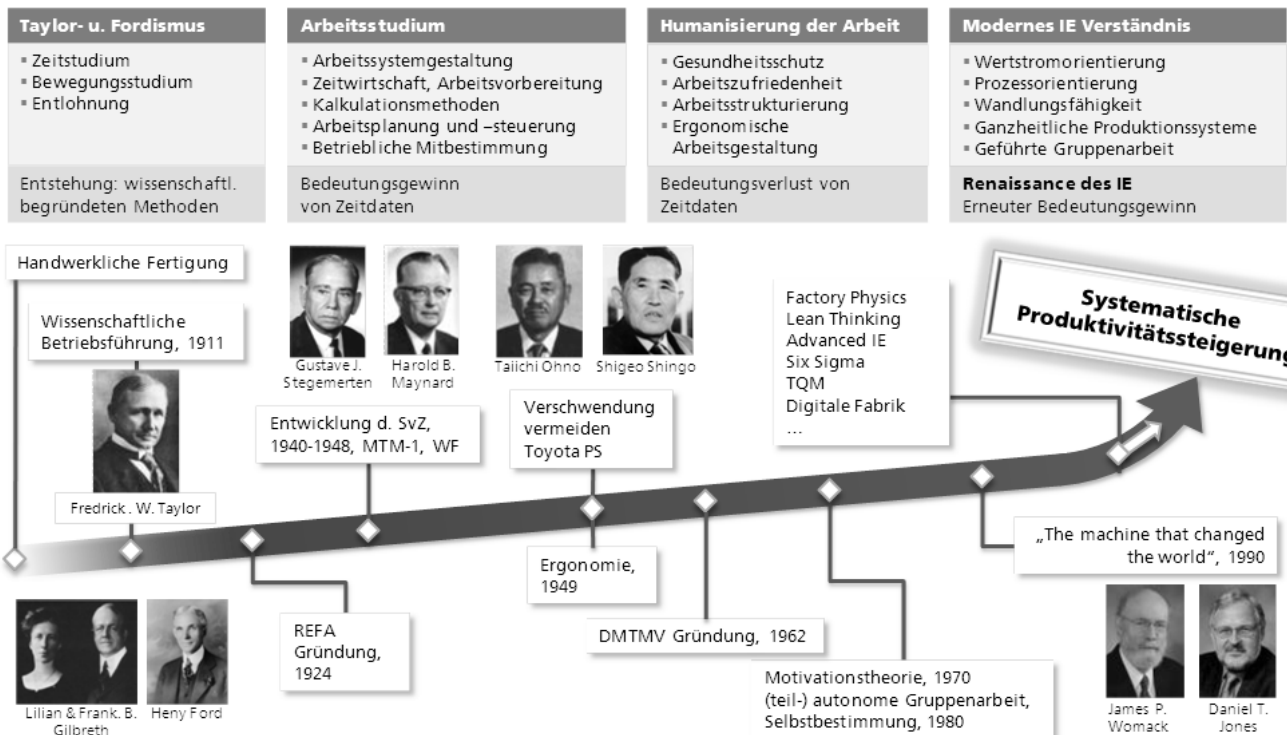 Taylor- u. Fordismus
▪ Zeitstudium
▪ Bewegungsstudium
▪ Entlohnung
Entstehung: wissenschaftl.
begründeten Methoden
Arbeitsstudium
▪ Arbeitssystemgestaltung
▪ Zeitwirtschaft, Arbeitsvorbereitung
▪ Kalkulationsmethoden
▪ Arbeitsplanung und –steuerung
▪ Betriebliche Mitbestimmung
Bedeutungsgewinn
von Zeitdaten
Humanisierung der Arbeit
▪ Gesundheitsschutz
▪ Arbeitszufriedenheit
▪ Arbeitsstrukturierung
▪ Ergonomische
Arbeitsgestaltung
Bedeutungsverlust von
Zeitdaten
Modernes IE Verständnis
▪ Wertstromorientierung
▪ Prozessorientierung
▪ Wandlungsfähigkeit
▪ Ganzheitliche Produktionssysteme
▪ Geführte Gruppenarbeit
Renaissance des IE
Erneuter Bedeutungsgewinn
Handwerkliche Fertigung
Wissenschaftliche
Betriebsführung, 1911
Fredrick. W. Taylor
Gustave J.
Stegemerten
Harold B.
Maynard
Taiichi Ohno
Shigeo Shingo
Entwicklung d. SvZ,
1940-1948, MTM-1, WF
Verschwendung
vermeiden
Toyota PS
Factory Physics
Lean Thinking
Advanced IE
Six Sigma
TQM
Digitale Fabrik
...
Systematische
Produktivitätssteigerung
Lilian & Frank. B.
Gilbreth
Heny Ford
REFA
Gründung,
1924
Ergonomie,
1949
DMTMV Gründung, 1962
Motivationstheorie, 1970
(teil-) autonome Gruppenarbeit,
Selbstbestimmung, 1980
„The machine that changed
the world“, 1990
James P.
Womack
Daniel T.
Jones